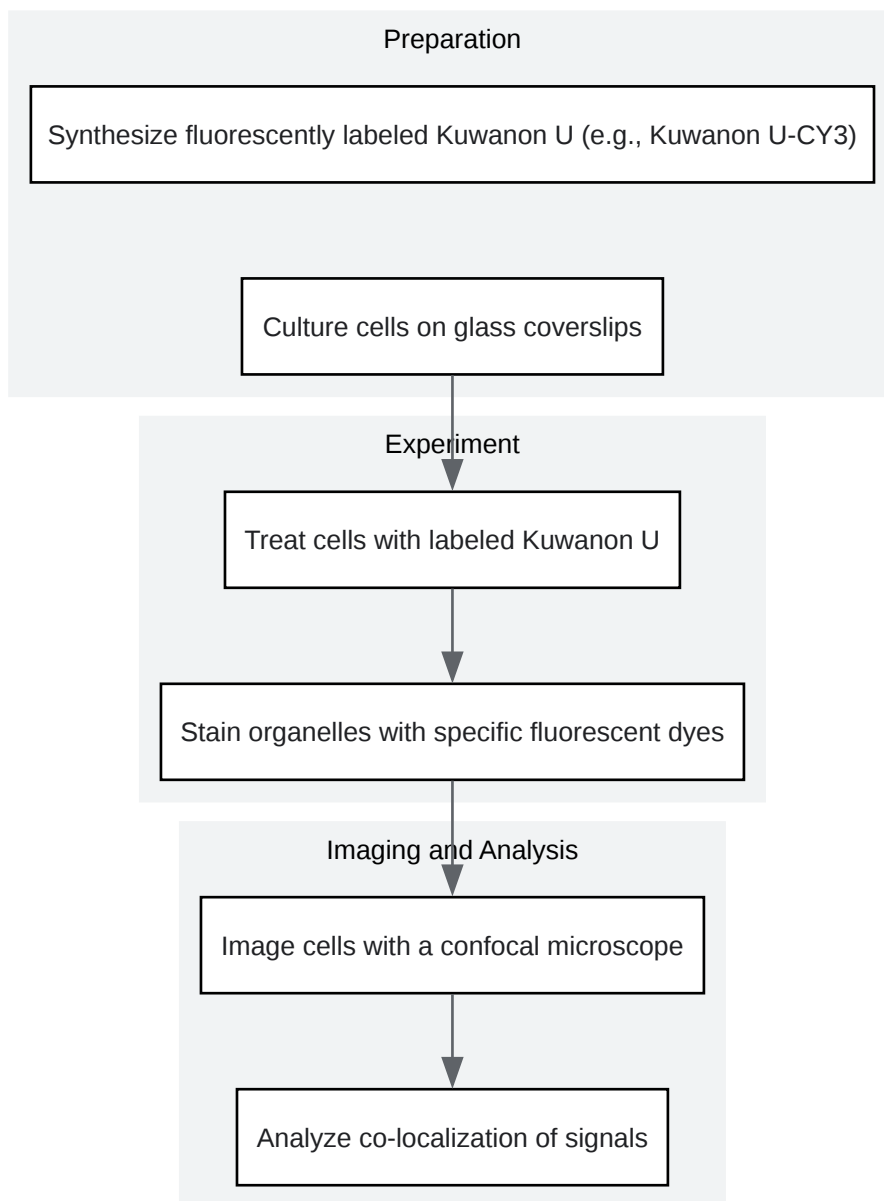 Preparation
Synthesize fluorescently labeled Kuwanon U (e.g., Kuwanon U-CY3)
Culture cells on glass coverslips
Experiment
Treat cells with labeled Kuwanon U
Stain organelles with specific fluorescent dyes
Imaging and Analysis
Image cells with a confocal microscope
Analyze co-localization of signals